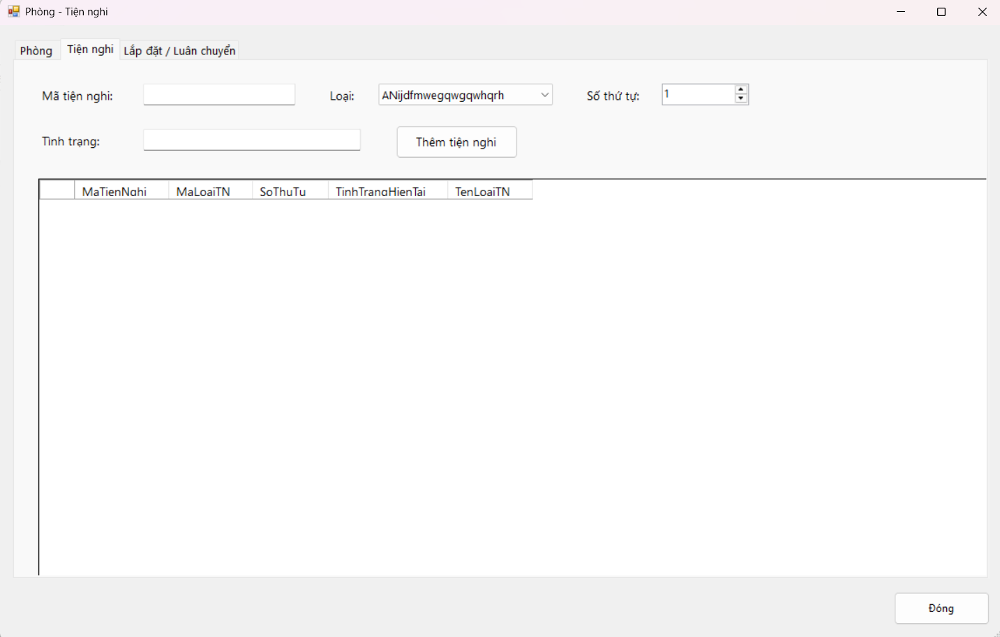 Phòng - Tiện nghi
Phòng Tiện nghi Lắp đặt / Luân chuyển
Mã tiện nghi: Loại: ANijdfmwegqwgqwhqrh Số thứ tự: 1
Tình trạng: Thêm tiện nghi
MaTienNghi MaLoaiTN SoThuTu TinhTrangHienTai TenLoaiTN
Đóng